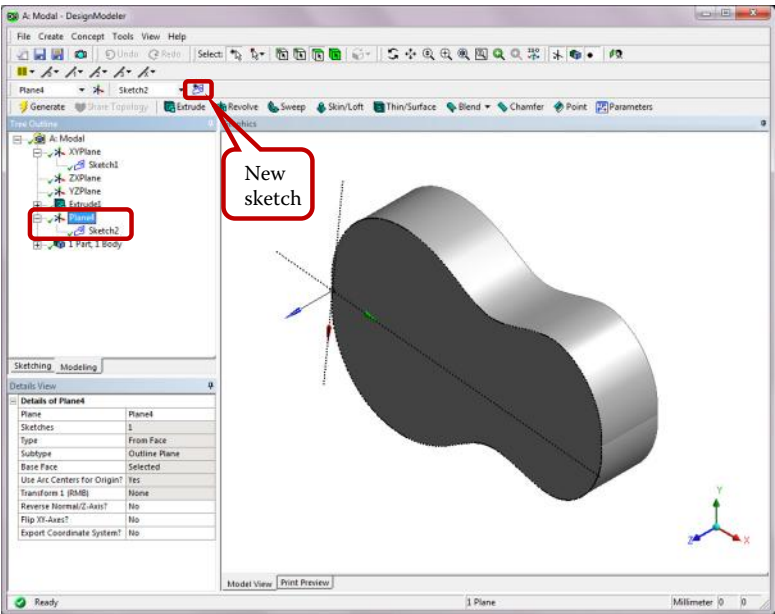 A: Modal - DesignModeler
File Create Concept Tools View Help
Undo Redo Select:
Plane4 Sketch2
Generate Share Topology Extrude Revolve Sweep Skin/Loft Thin/Surface Blend Chamfer Point Parameters
Tree Outline
Graphics
A: Modal
XYPlane
Sketch1
ZXPlane
YZPlane
Extrude1
Plane4
Sketch2
1 Part, 1 Body
New
sketch
Sketching Modeling
Details View
Details of Plane4
Plane Plane4
Sketches 1
Type From Face
Subtype Outline Plane
Base Face Selected
Use Arc Centers for Origin? Yes
Transform 1 (RMB) None
Reverse Normal/Z-Axis? No
Flip XY-Axes? No
Export Coordinate System? No
Y
Z X
Model View Print Preview
Ready 1 Plane Millimeter 0 0